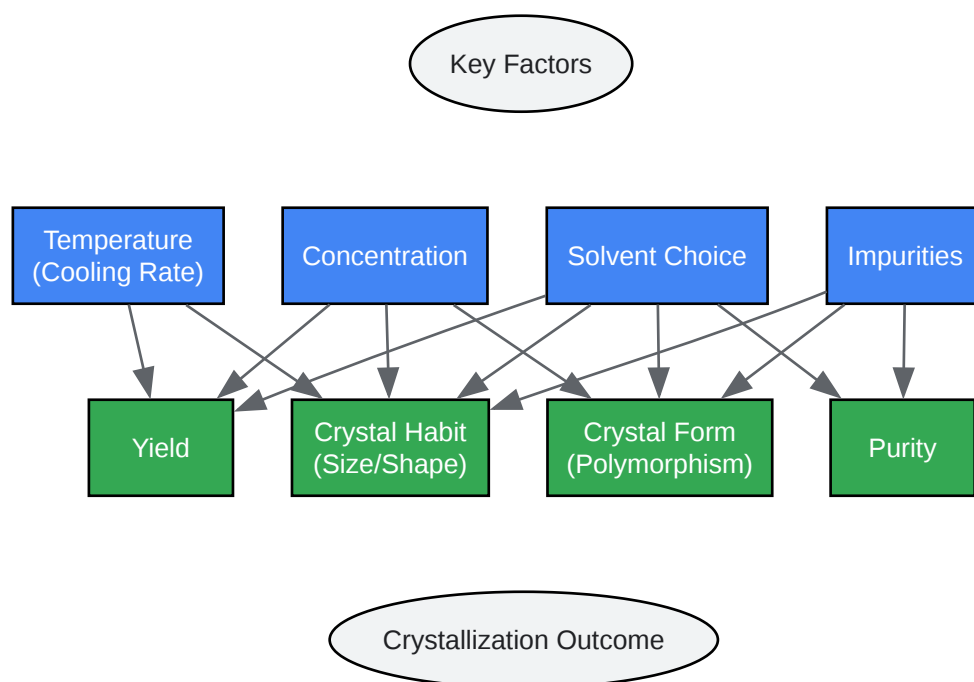 Key Factors
Temperature
(Cooling Rate)
Concentration
Solvent Choice
Impurities
Yield
Crystal Habit
(Size/Shape)
Crystal Form
(Polymorphism)
Purity
Crystallization Outcome